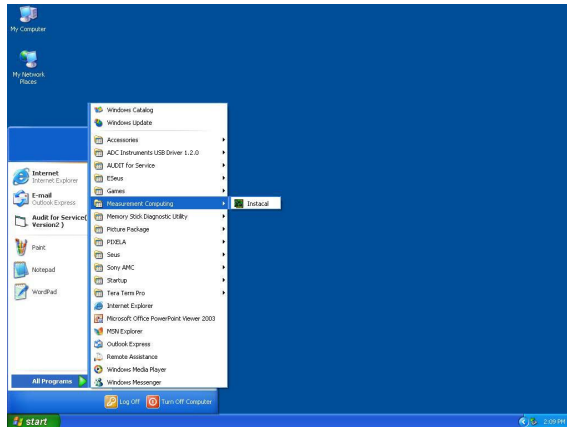 My Computer
My Network
Places
Internet
Internet Explorer
E-mail
Outlook Express
Audit for Service(
Version2 )
Paint
Notepad
WordPad
All Programs
Windows Catalog
Windows Update
Accessories
ADC Instruments USB Driver 1.2.0
AUDIT for Service
ESeus
Games
Measurement Computing
Memory Stick Diagnostic Utility
Picture Package
PIXELA
Seus
Sony AMC
Startup
Tera Term Pro
Internet Explorer
Microsoft Office PowerPoint Viewer 2003
MSN Explorer
Outlook Express
Remote Assistance
Windows Media Player
Windows Messenger
Instacal
Log Off
Turn Off Computer
start
2:09 PM